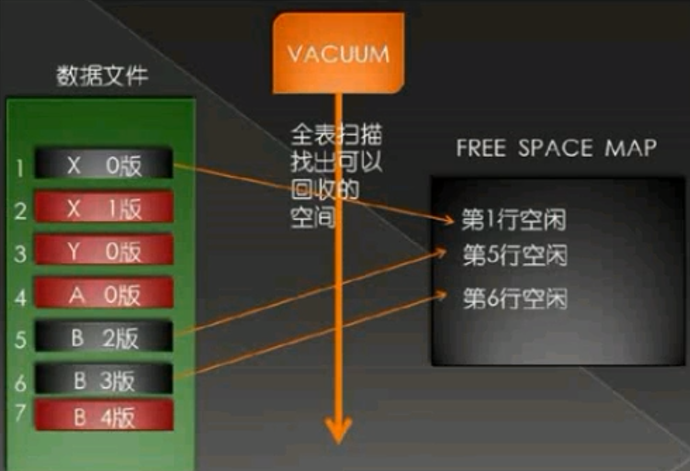 VACUUM
数据文件
全表扫描
找出可以
回收的
空间
FREE SPACE MAP
1 X 0版
2 X 1版
3 Y 0版
4 A 0版
5 B 2版
6 B 3版
7 B 4版
第1行空闲
第5行空闲
第6行空闲